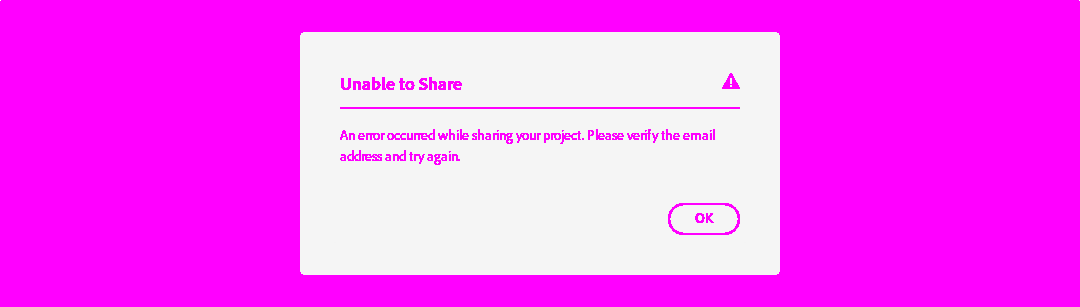 Unable to Share
An error occurred while sharing your project. Please verify the email
address and try again.
OK